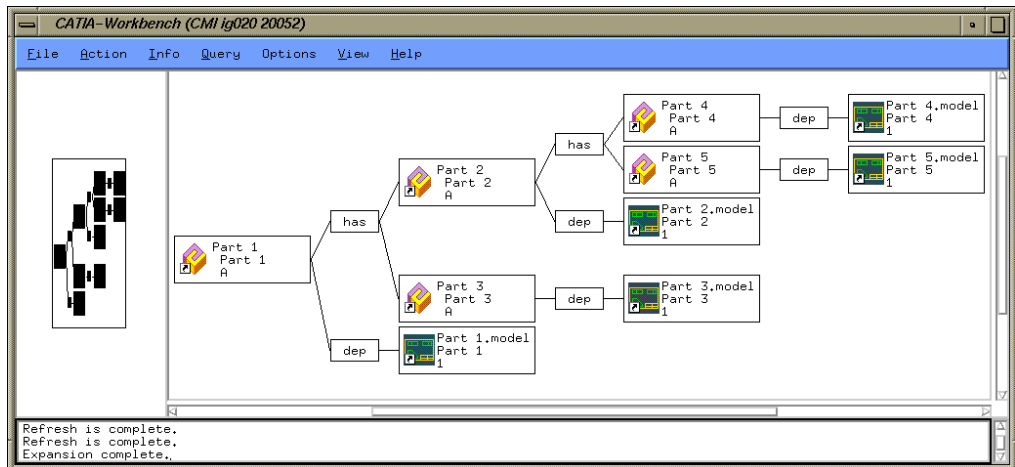 CATIA-Workbench (CMI ig020 20052)
File Action Info Query Options View Help
Part 4
Part 4
A
dep
Part 4.model
Part 4
1
has
Part 5
Part 5
A
dep
Part 5.model
Part 5
1
Part 2
Part 2
A
has
dep
Part 2.model
Part 2
1
Part 1
Part 1
A
Part 3
Part 3
A
dep
Part 3.model
Part 3
1
dep
Part 1.model
Part 1
1
Refresh is complete.
Refresh is complete.
Expansion complete.